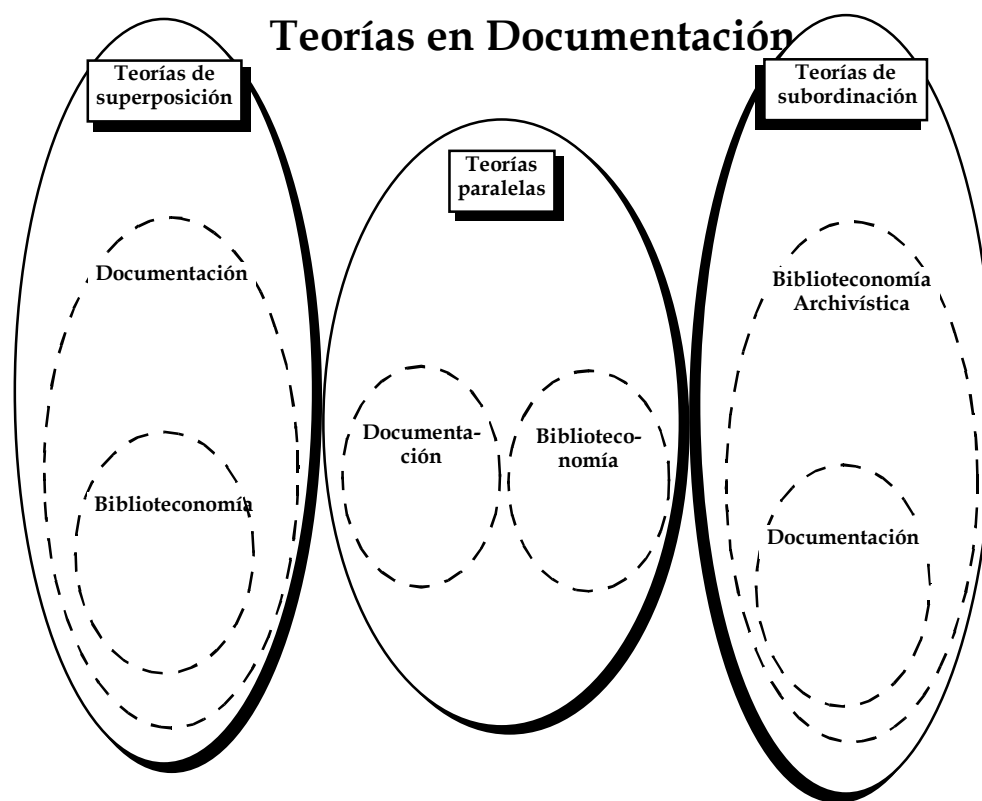 Teorías en Documentación
Teorías de
superposición
Documentación
Biblioteconomía
Teorías
paralelas
Documenta-
ción
Biblioteco-
nomía
Teorías de
subordinación
Biblioteconomía
Archivística
Documentación